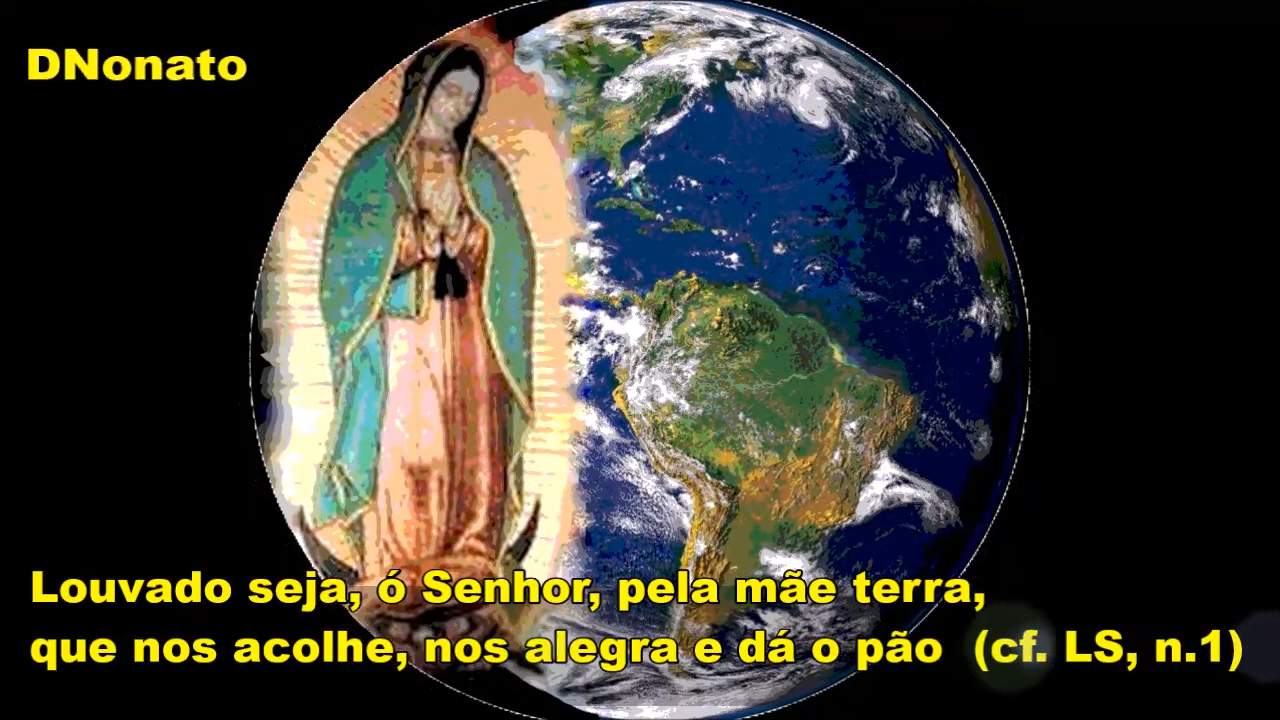 DNonato
Louvado seja, ó Senhor, pela mãe terra,
que nos acolhe, nos alegra e dá o pão (cf. LS, n.1)